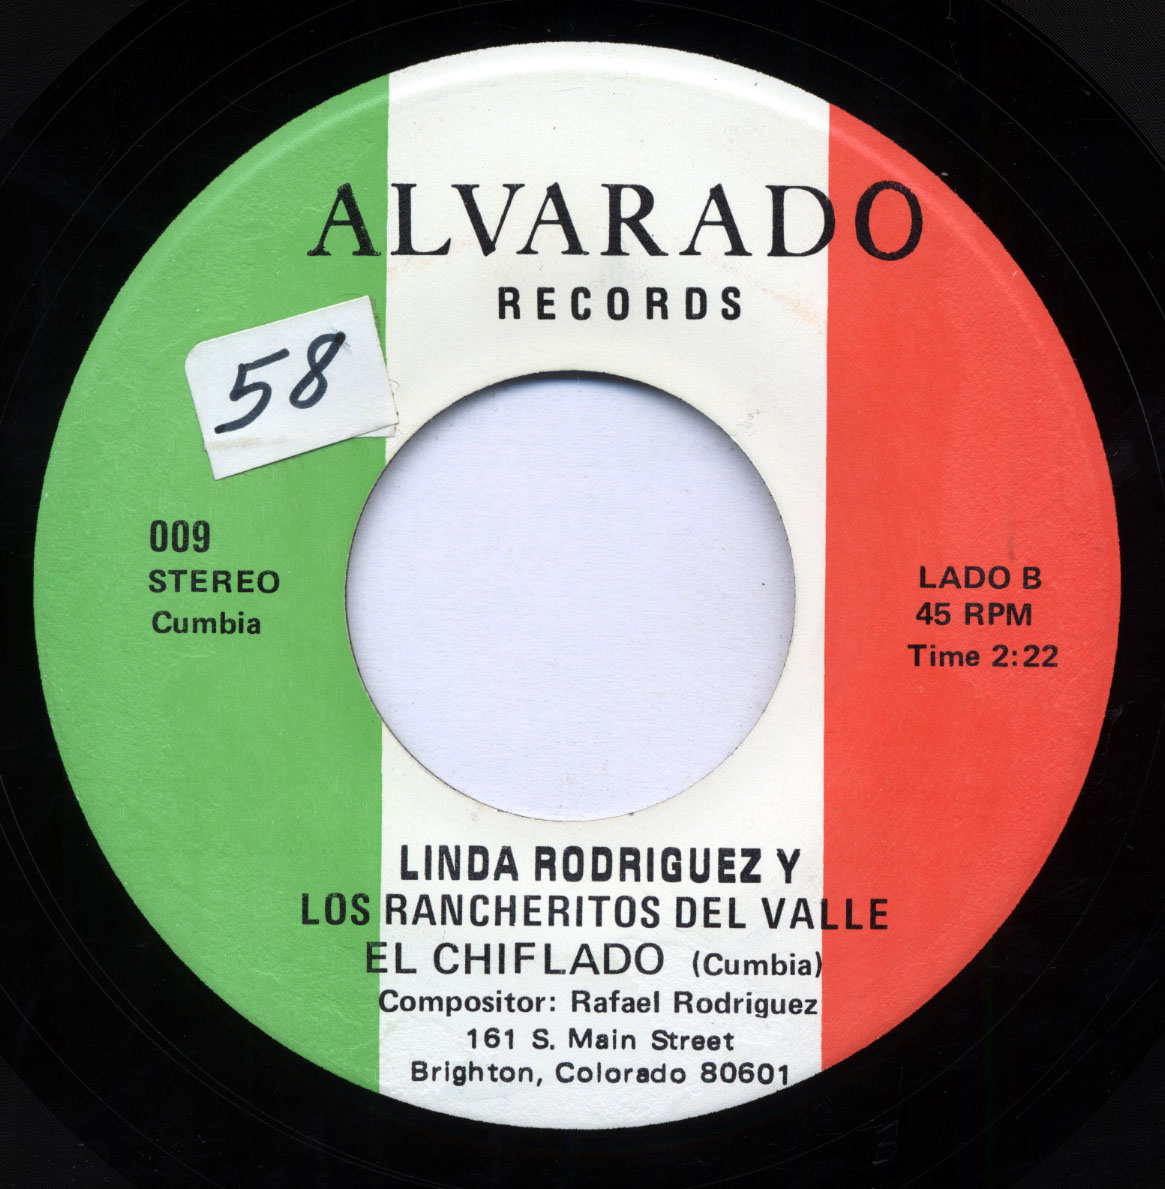 ALVARADO
RECORDS
58
009
STEREO
Cumbia
LADO B
45 RPM
Time 2:22
LINDA RODRIGUEZ Y
LOS RANCHERITOS DEL VALLE
EL CHIFLADO (Cumbia)
Compositor: Rafael Rodriguez
161 S. Main Street
Brighton, Colorado 80601